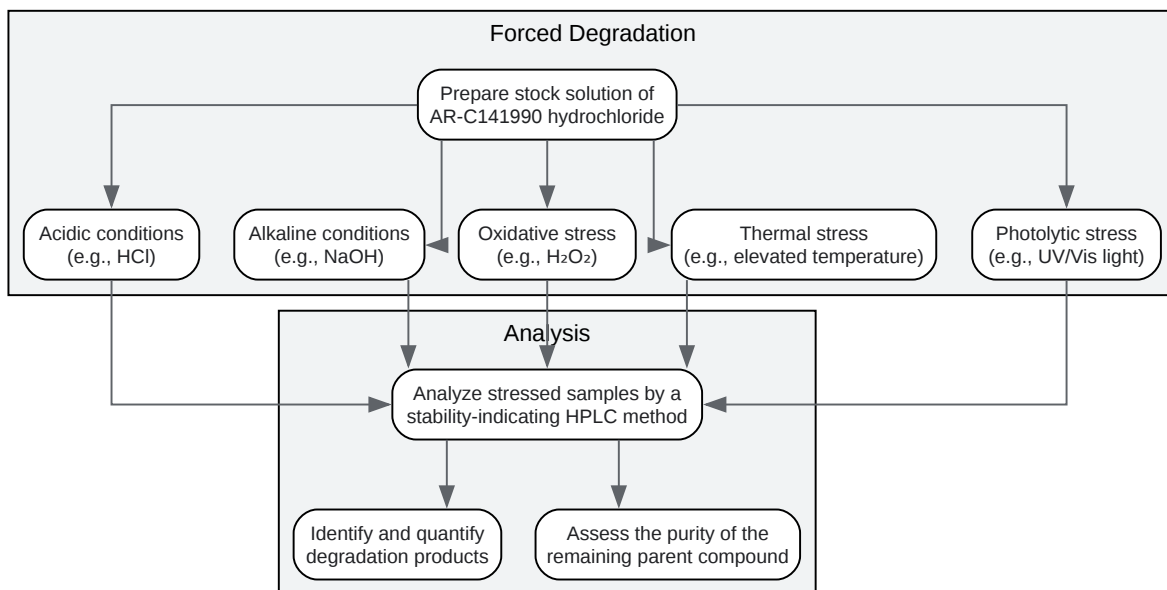 Forced Degradation
Prepare stock solution of
AR-C141990 hydrochloride
Acidic conditions
(e.g., HCl)
Alkaline conditions
(e.g., NaOH)
Oxidative stress
(e.g., H₂O₂)
Thermal stress
(e.g., elevated temperature)
Photolytic stress
(e.g., UV/Vis light)
Analysis
Analyze stressed samples by a
stability-indicating HPLC method
Identify and quantify
degradation products
Assess the purity of the
remaining parent compound